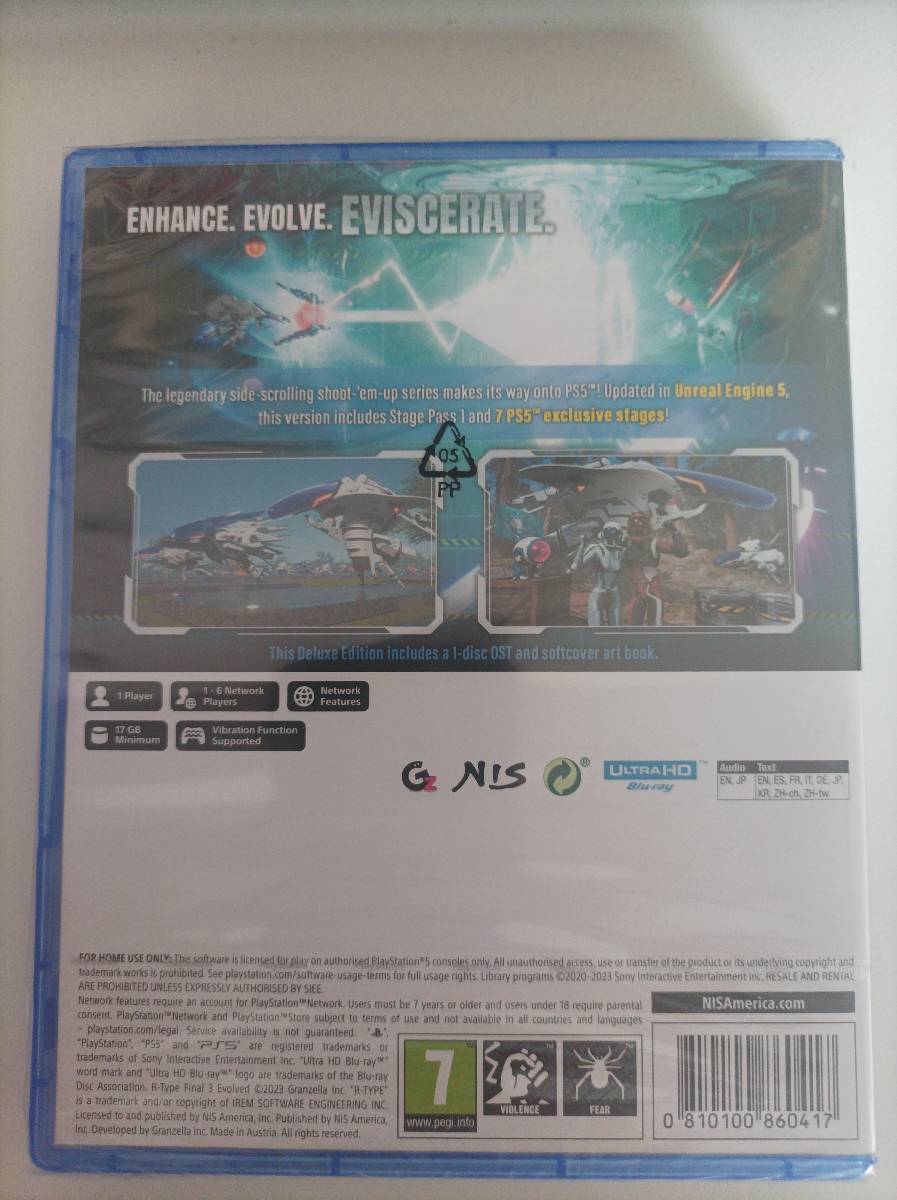 ENHANCE. EVOLVE. EVISCERATE.
The legendary side-scrolling shoot-'em-up series makes its way onto PS5™! Updated in Unreal Engine 5,
this version includes Stage Pass 1 and 7 PS5™ exclusive stages!
05
PP
This Deluxe Edition includes a 1-disc OST and softcover art book.
1 Player
1 - 6 Network
Players
Network
Features
17 GB
Minimum
Vibration Function
Supported
Gz NIS ® ULTRA HD ™
Blu-ray
Audio Text
EN, JP EN, ES, FR, IT, DE, JP,
KR, ZH-ch, ZH-tw
FOR HOME USE ONLY: This software is licensed for play on authorised PlayStation®5 consoles only. All unauthorised access, use or transfer of the product or its underlying copyright and
trademark works is prohibited. See playstation.com/software-usage-terms for full usage rights. Library programs ©2020-2023 Sony Interactive Entertainment Inc. RESALE AND RENTAL
ARE PROHIBITED UNLESS EXPRESSLY AUTHORISED BY SIEE.
Network features require an account for PlayStation™Network. Users must be 7 years or older and users under 18 require parental
consent. PlayStation™Network and PlayStation™Store subject to terms of use and not available in all countries and languages
– playstation.com/legal. Service availability is not guaranteed. "",
"PlayStation", "PS5" and "PS5" are registered trademarks or
trademarks of Sony Interactive Entertainment Inc. "Ultra HD Blu-ray™"
word mark and "Ultra HD Blu-ray™" logo are trademarks of the Blu-ray
Disc Association. R-Type Final 3 Evolved ©2023 Granzella Inc. "R-TYPE"
is a trademark and/or copyright of IREM SOFTWARE ENGINEERING INC.
Licensed to and published by NIS America, Inc. Published by NIS America,
Inc. Developed by Granzella Inc. Made in Austria. All rights reserved.
7
www.pegi.info
VIOLENCE
FEAR
NISAmerica.com
0 810100 860417